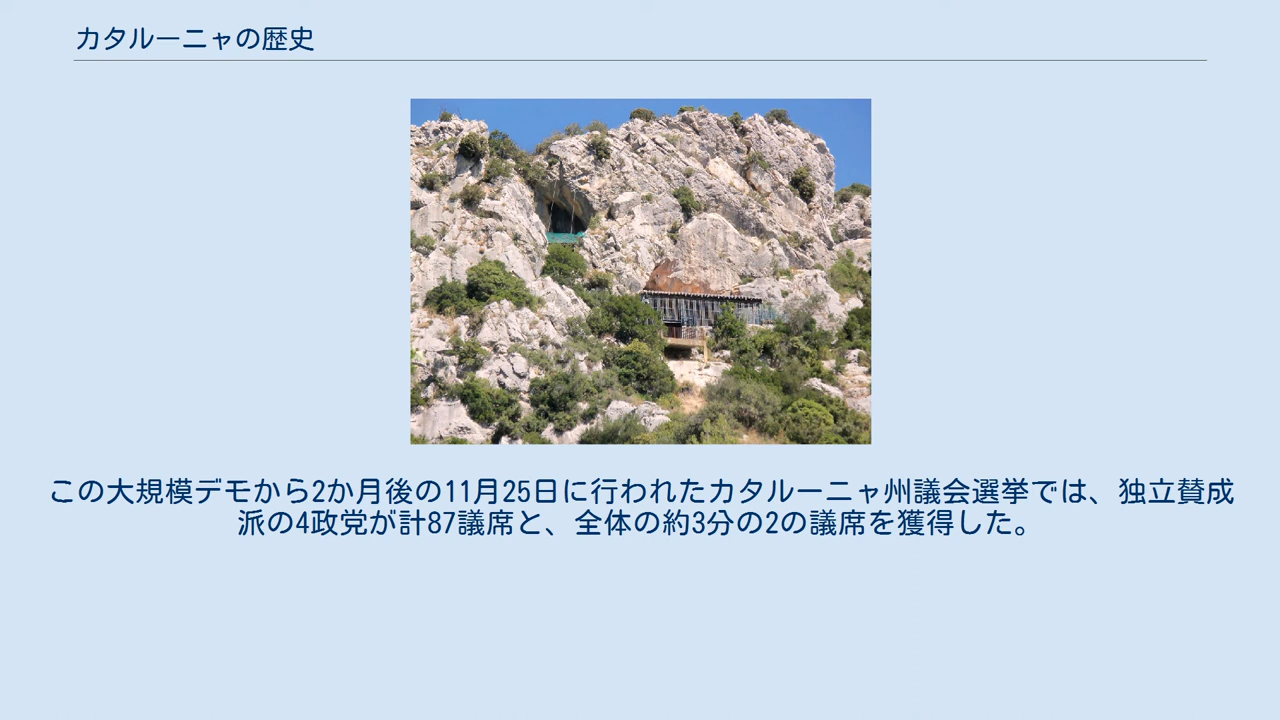 カタルーニャの歴史
この大規模デモから2か月後の11月25日に行われたカタルーニャ州議会選挙では、独立賛成
派の4政党が計87議席と、全体の約3分の2の議席を獲得した。